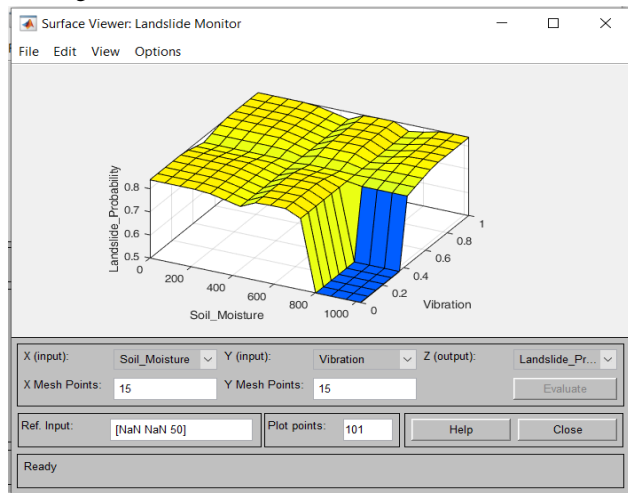 Surface Viewer: Landslide Monitor
File Edit View Options
Landslide_Probability
0.8
0.7
0.6
0.5
0
200
400
600
800
1000
Soil_Moisture
0
0.2
0.4
0.6
0.8
1
Vibration
X (input): Soil_Moisture Y (input): Vibration Z (output): Landslide_Pr...
X Mesh Points: 15 Y Mesh Points: 15 Evaluate
Ref. Input: [NaN NaN 50] Plot points: 101 Help Close
Ready